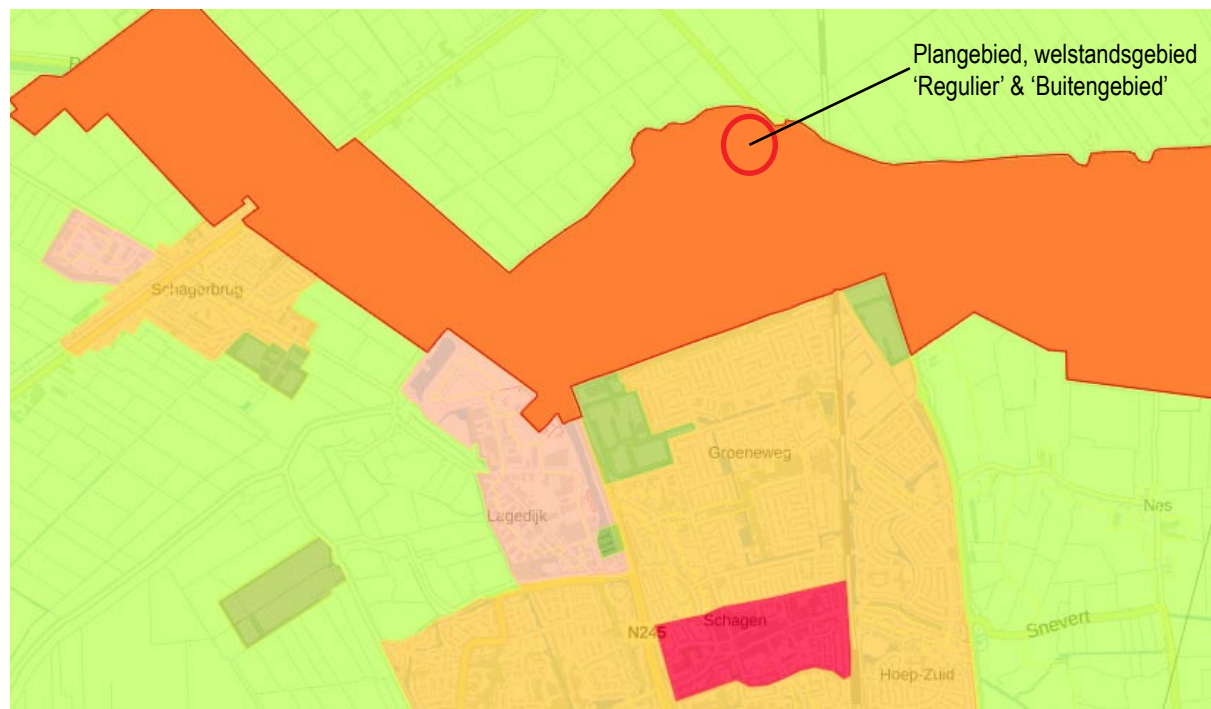 Plangebied, welstandsgebied
‘Regulier’ & ‘Buitengebied’
Schagerbrug
Groeneweg
Lagedijk
Nes
Schagen
N245
Snevert
Hoep-Zuid